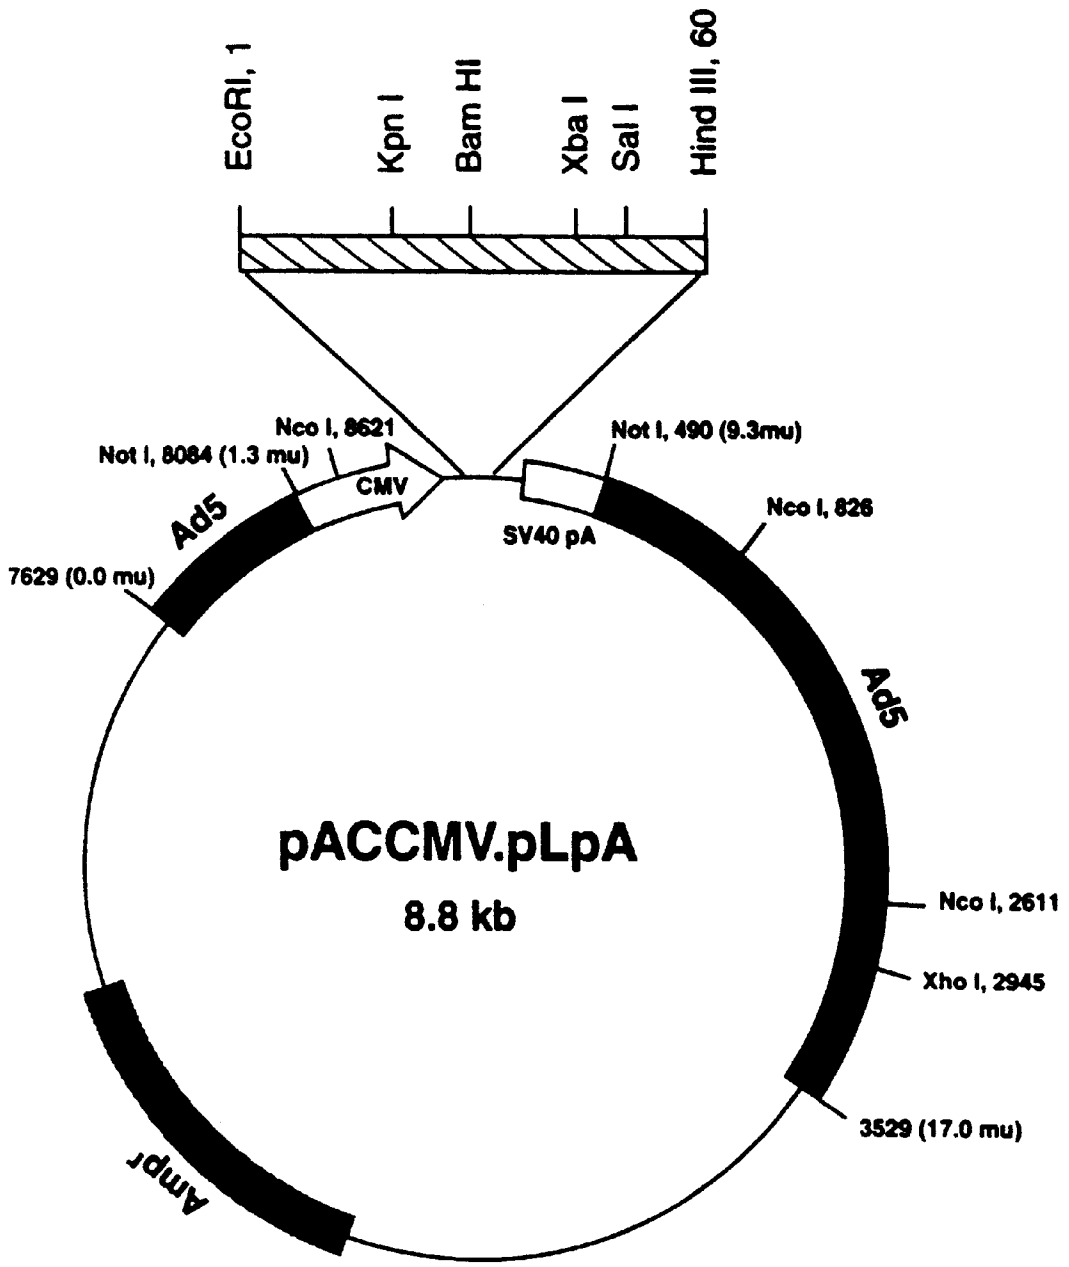 EcoRI, 1
Kpn I
Bam HI
Xba I
Sal I
Hind III, 60
Nco I, 8621
Not I, 8084 (1.3 mu)
Not I, 490 (9.3mu)
CMV
SV40 pA
Nco I, 826
Ad5
7629 (0.0 mu)
Ad5
pACCMV.pLpA
8.8 kb
Nco I, 2611
Xho I, 2945
3529 (17.0 mu)
Ampr